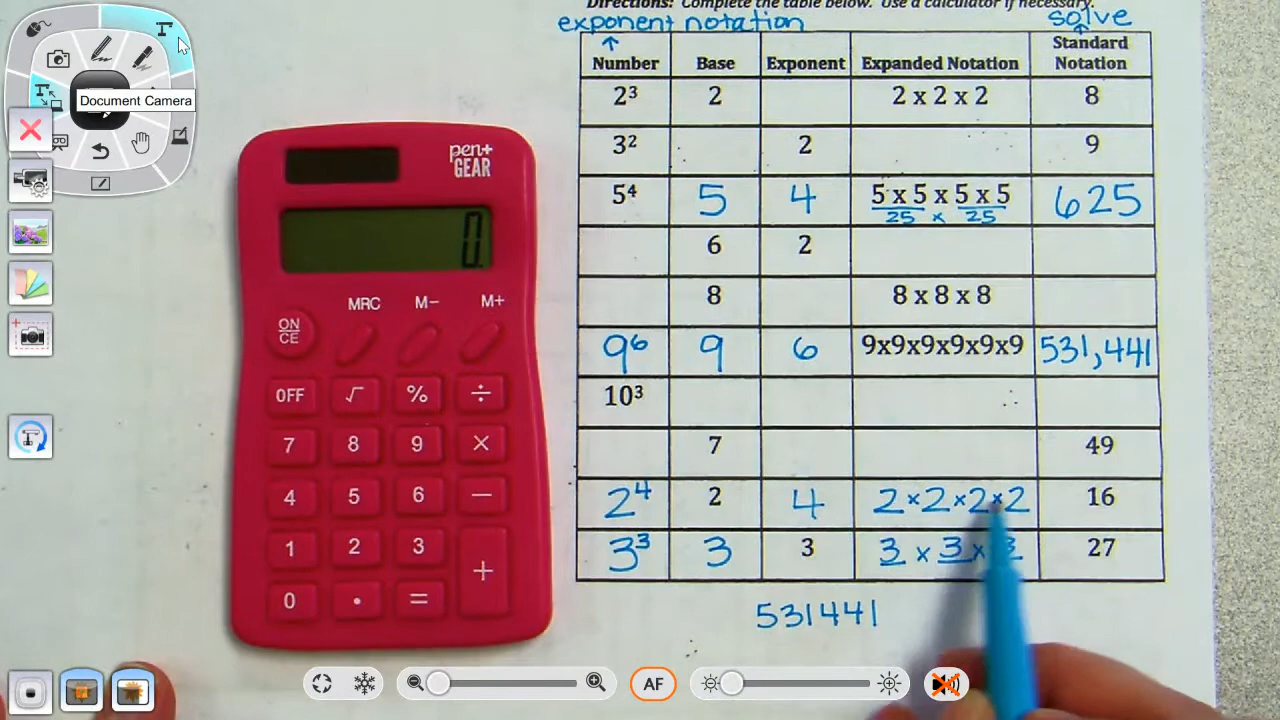 Directions: Complete the table below. Use a calculator if necessary.
exponent notation
solve
Number Base Exponent Expanded Notation Standard Notation
2³ 2 2 x 2 x 2 8
3² 2 9
5⁴ 5 4 5 x 5 x 5 x 5 625
25 x 25
6 2
8 8 x 8 x 8
9⁶ 9 6 9x9x9x9x9x9 531,441
10³
7 49
2⁴ 2 4 2 × 2 × 2 × 2 16
3³ 3 3 3 × 3 × 3 27
531441
Document Camera
pen+
GEAR
0.
MRC M− M+
ON
CE
OFF √ % ÷
7 8 9 ×
4 5 6 −
1 2 3
+
0 . =
AF